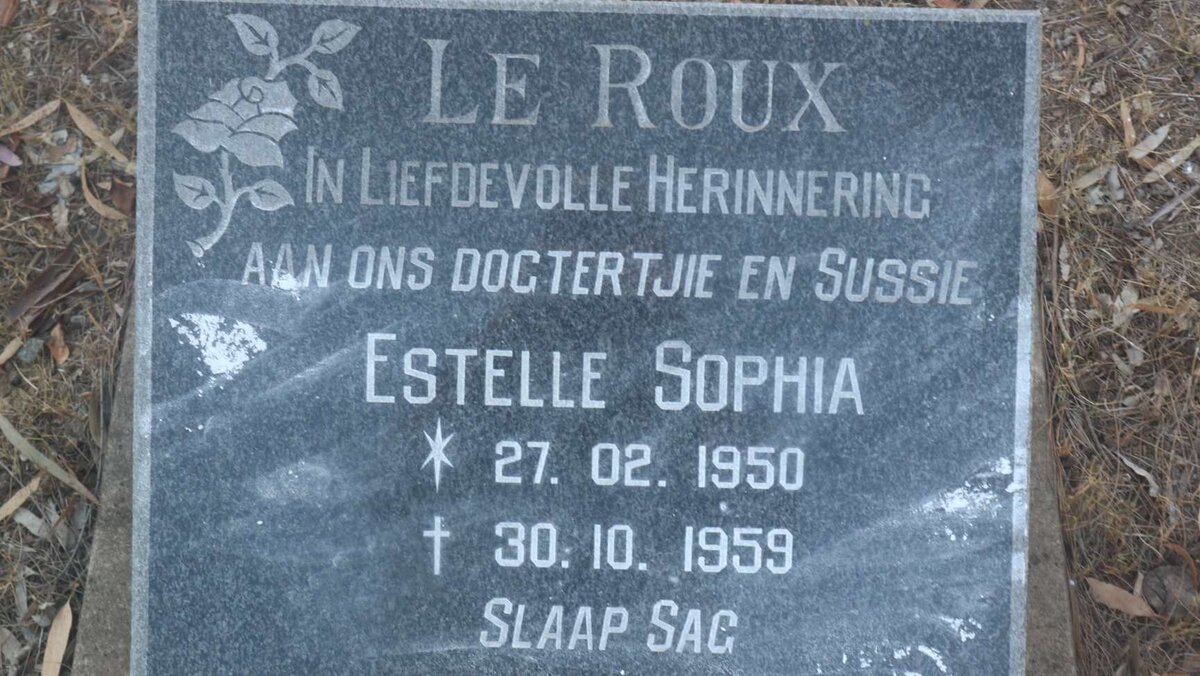 LE ROUX
IN LIEFDEVOLLE HERINNERING
AAN ONS DOGTERTJIE EN SUSSIE
ESTELLE SOPHIA
27. 02. 1950
30. 10. 1959
SLAAP SAG